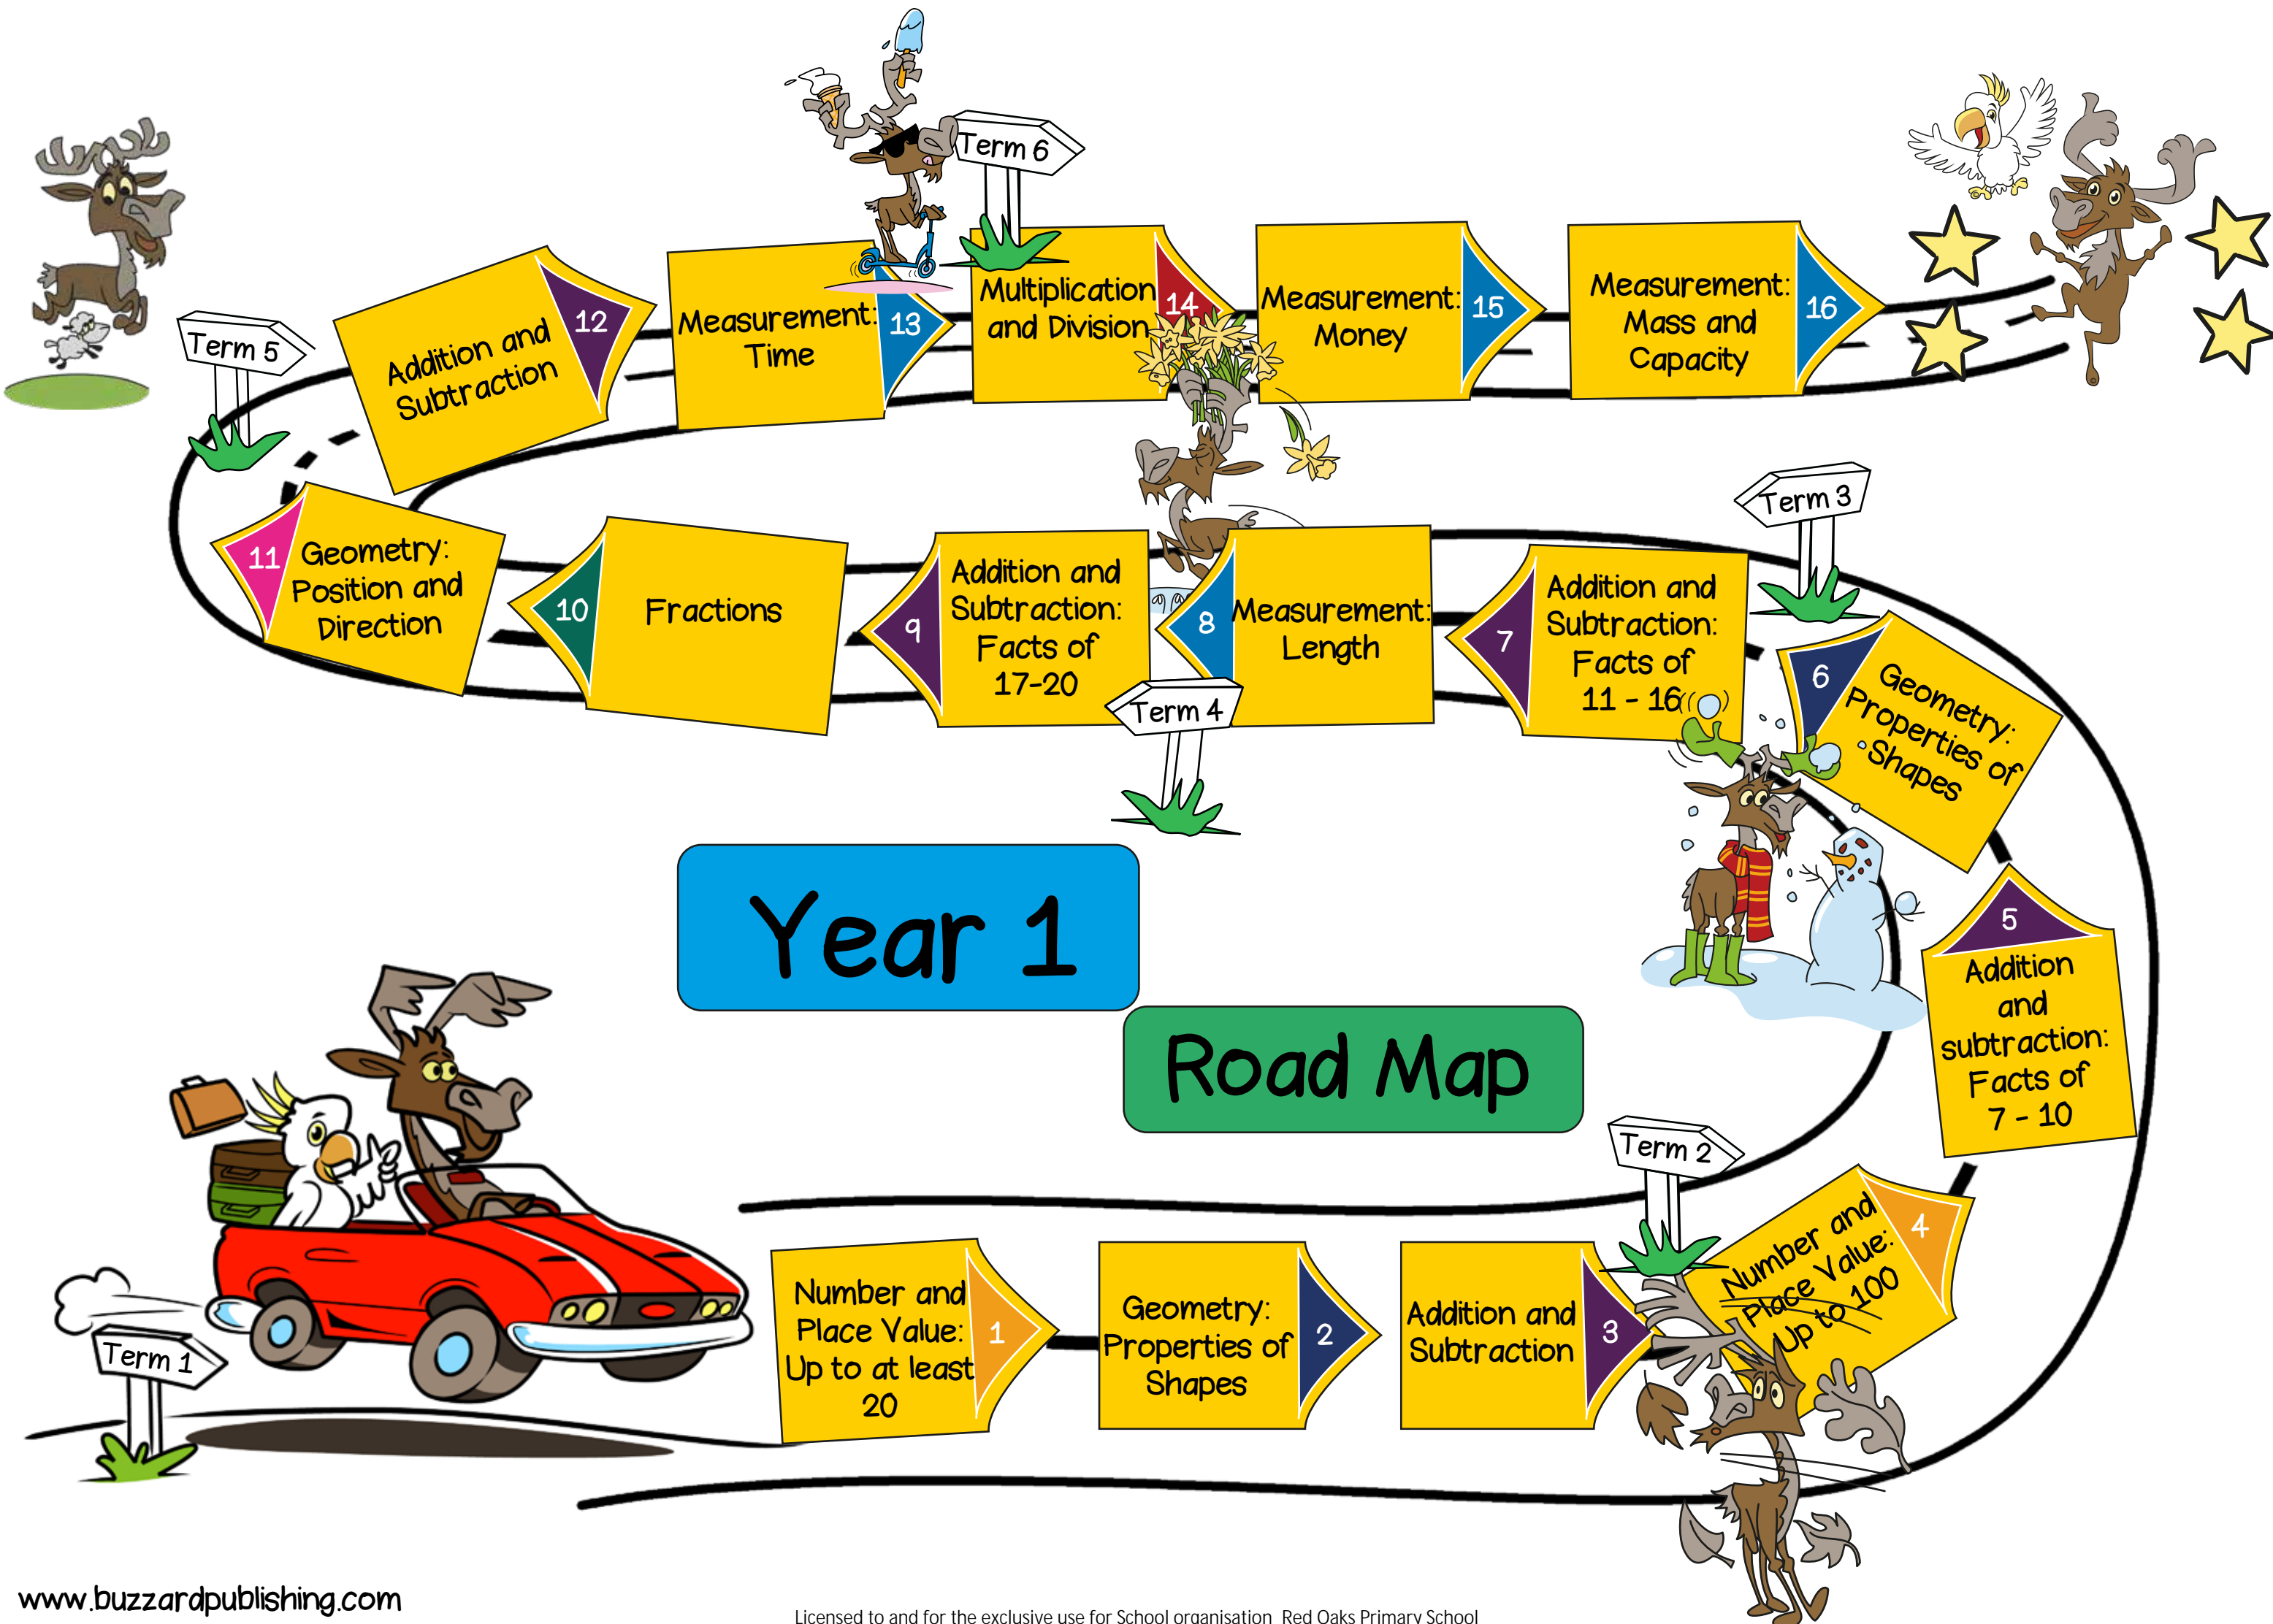 Term 6
Term 5
Addition and
Subtraction
12
Measurement:
Time
13
Multiplication
and Division
14
Measurement:
Money
15
Measurement:
Mass and
Capacity
16
Term 3
11
Geometry:
Position and
Direction
10
Fractions
9
Addition and
Subtraction:
Facts of
17-20
8
Measurement:
Length
7
Addition and
Subtraction:
Facts of
11 - 16
6
Geometry:
Properties of
Shapes
Term 4
Year 1
Road Map
5
Addition
and
subtraction:
Facts of
7 - 10
Term 2
Number and
Place Value:
Up to 100
4
Term 1
Number and
Place Value:
Up to at least
20
1
Geometry:
Properties of
Shapes
2
Addition and
Subtraction
3
www.buzzardpublishing.com
Licensed to and for the exclusive use for School organisation Red Oaks Primary School